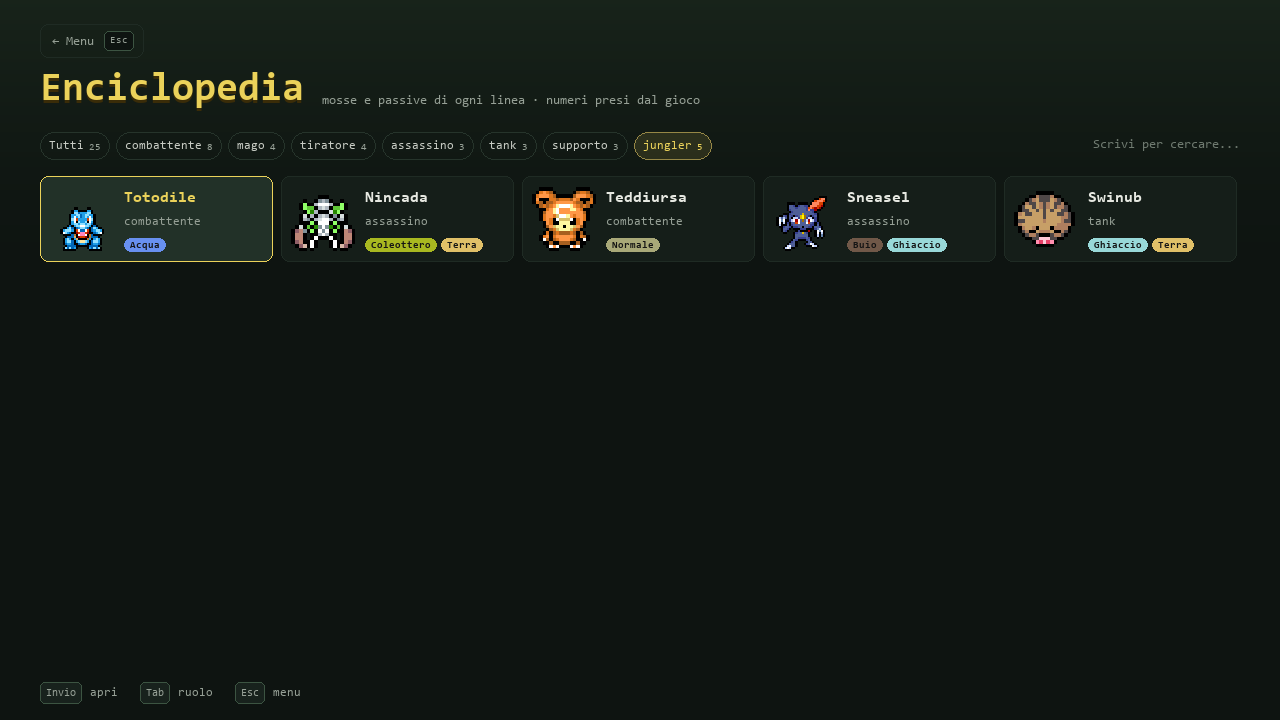 ← Menu Esc
Enciclopedia mosse e passive di ogni linea · numeri presi dal gioco
Tutti 25 combattente 8 mago 4 tiratore 4 assassino 3 tank 3 supporto 3 jungler 5 Scrivi per cercare...
Totodile
combattente
Acqua
Nincada
assassino
Coleottero Terra
Teddiursa
combattente
Normale
Sneasel
assassino
Buio Ghiaccio
Swinub
tank
Ghiaccio Terra
Invio apri Tab ruolo Esc menu